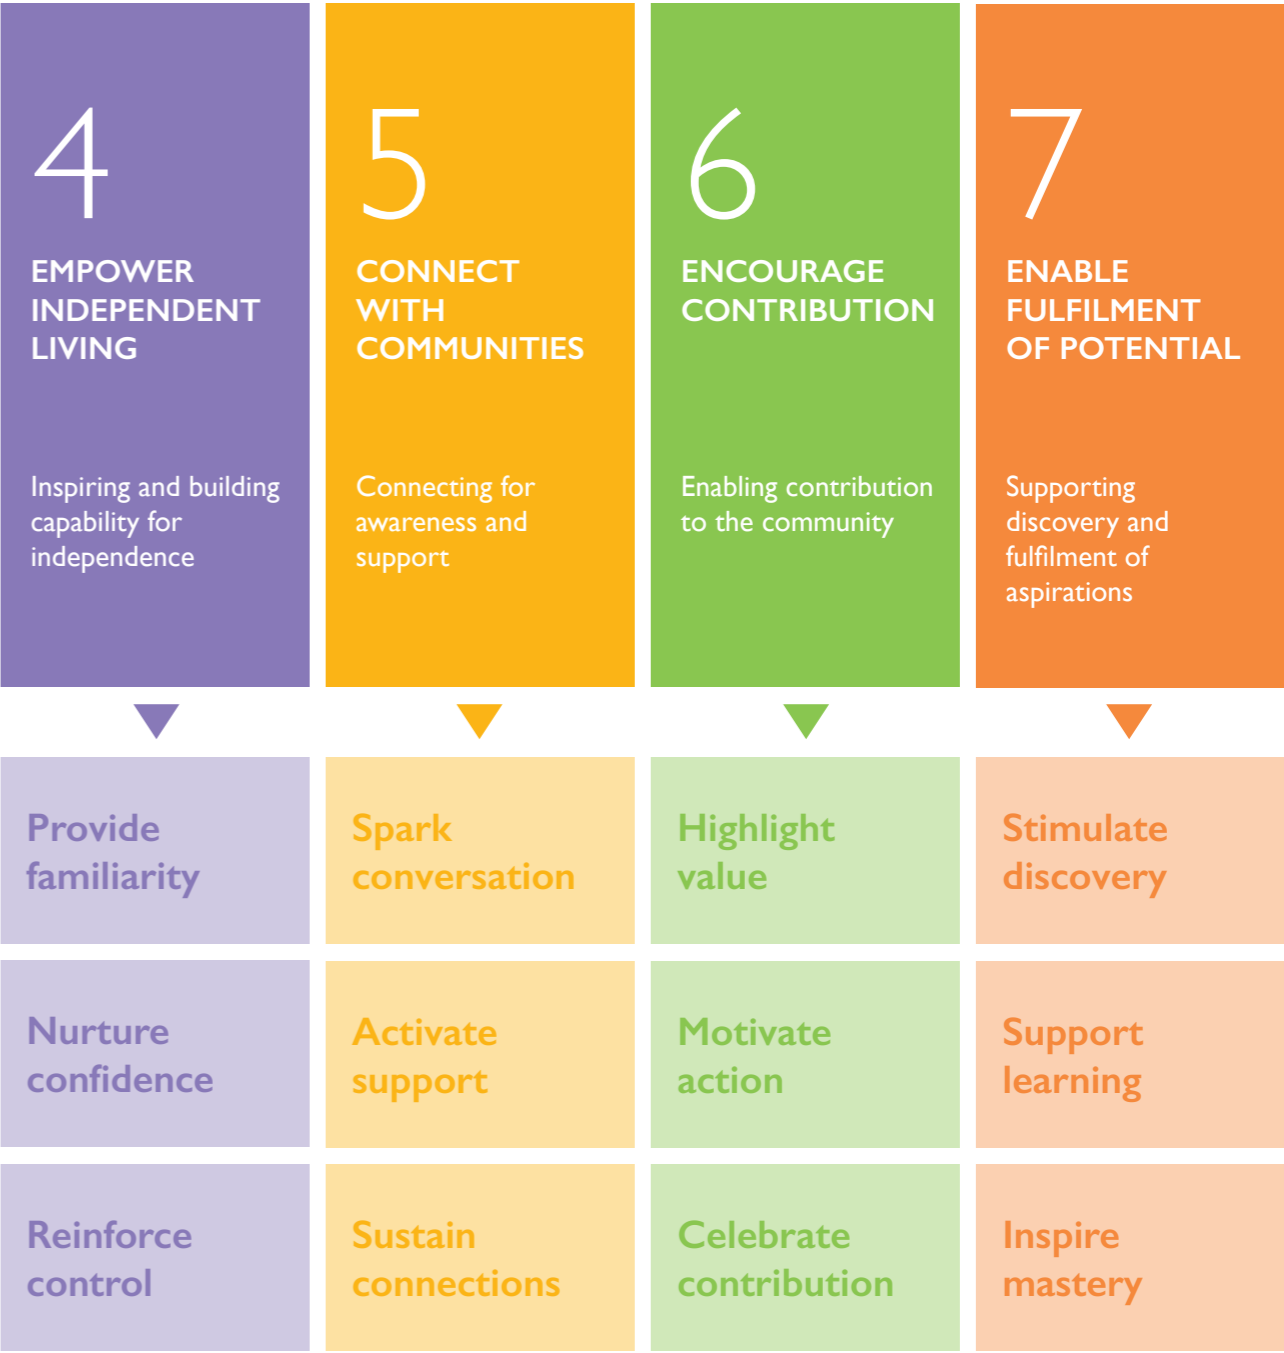 4
EMPOWER
INDEPENDENT
LIVING
Inspiring and building
capability for
independence
5
CONNECT
WITH
COMMUNITIES
Connecting for
awareness and
support
6
ENCOURAGE
CONTRIBUTION
Enabling contribution
to the community
7
ENABLE
FULFILMENT
OF POTENTIAL
Supporting
discovery and
fulfilment of
aspirations
Provide
familiarity
Nurture
confidence
Reinforce
control
Spark
conversation
Activate
support
Sustain
connections
Highlight
value
Motivate
action
Celebrate
contribution
Stimulate
discovery
Support
learning
Inspire
mastery